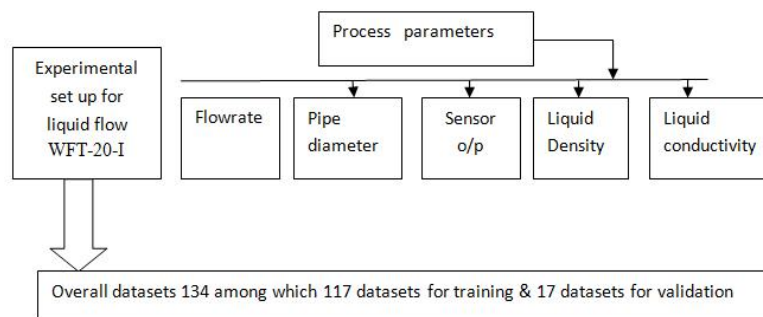 Process parameters
Experimental
set up for
liquid flow
WFT-20-I
Flowrate
Pipe
diameter
Sensor
o/p
Liquid
Density
Liquid
conductivity
Overall datasets 134 among which 117 datasets for training & 17 datasets for validation